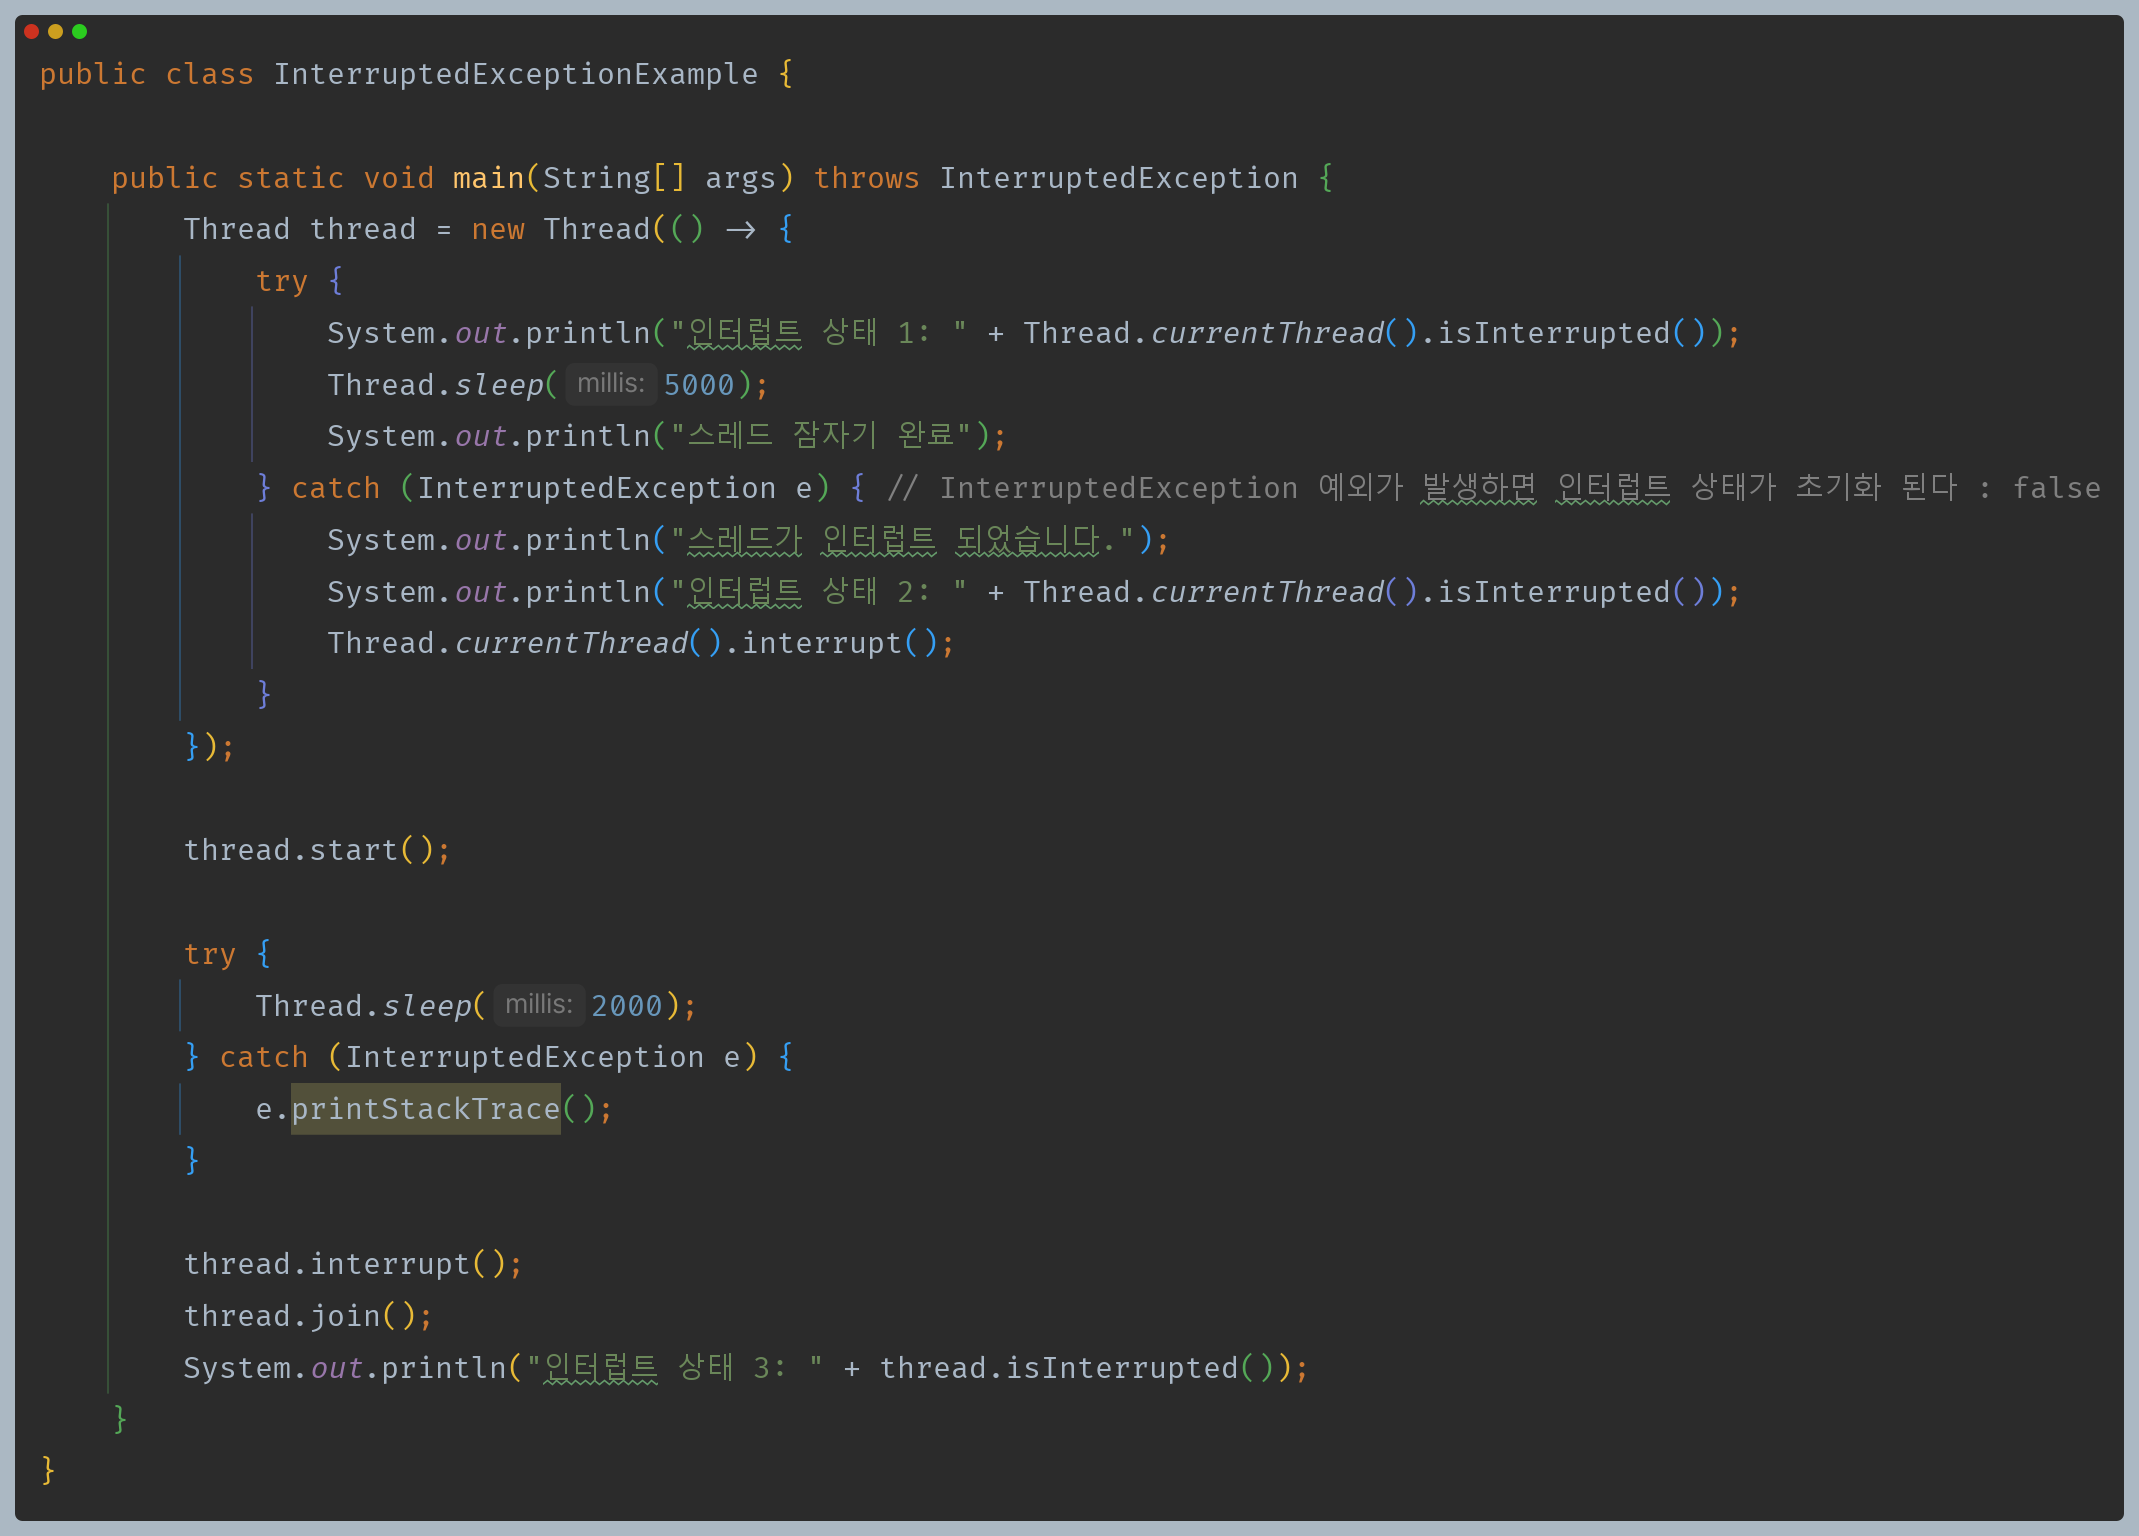 public class InterruptedExceptionExample {
public static void main(String[] args) throws InterruptedException {
Thread thread = new Thread(() -> {
try {
System.out.println("인터럽트 상태 1: " + Thread.currentThread().isInterrupted());
Thread.sleep( millis: 5000);
System.out.println("스레드 잠자기 완료");
} catch (InterruptedException e) { // InterruptedException 예외가 발생하면 인터럽트 상태가 초기화 된다 : false
System.out.println("스레드가 인터럽트 되었습니다.");
System.out.println("인터럽트 상태 2: " + Thread.currentThread().isInterrupted());
Thread.currentThread().interrupt();
}
});
thread.start();
try {
Thread.sleep( millis: 2000);
} catch (InterruptedException e) {
e.printStackTrace();
}
thread.interrupt();
thread.join();
System.out.println("인터럽트 상태 3: " + thread.isInterrupted());
}
}